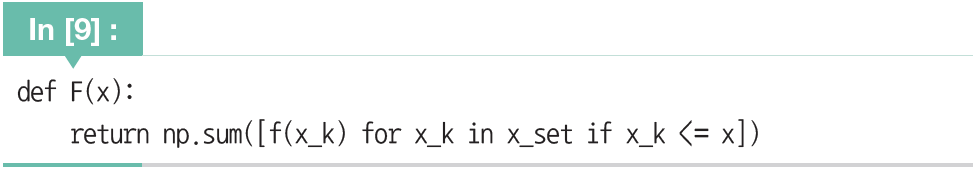 In [9] :
def F(x):
    return np.sum([f(x_k) for x_k in x_set if x_k <= x])